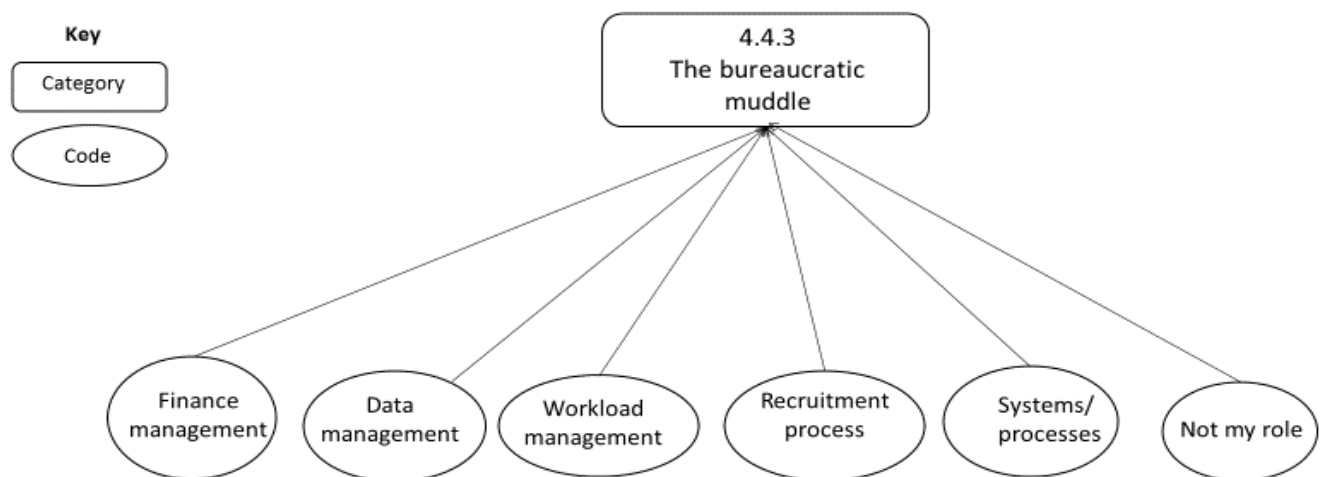 Key
Category
Code
4.4.3
The bureaucratic
muddle
Finance
management
Data
management
Workload
management
Recruitment
process
Systems/
processes
Not my role